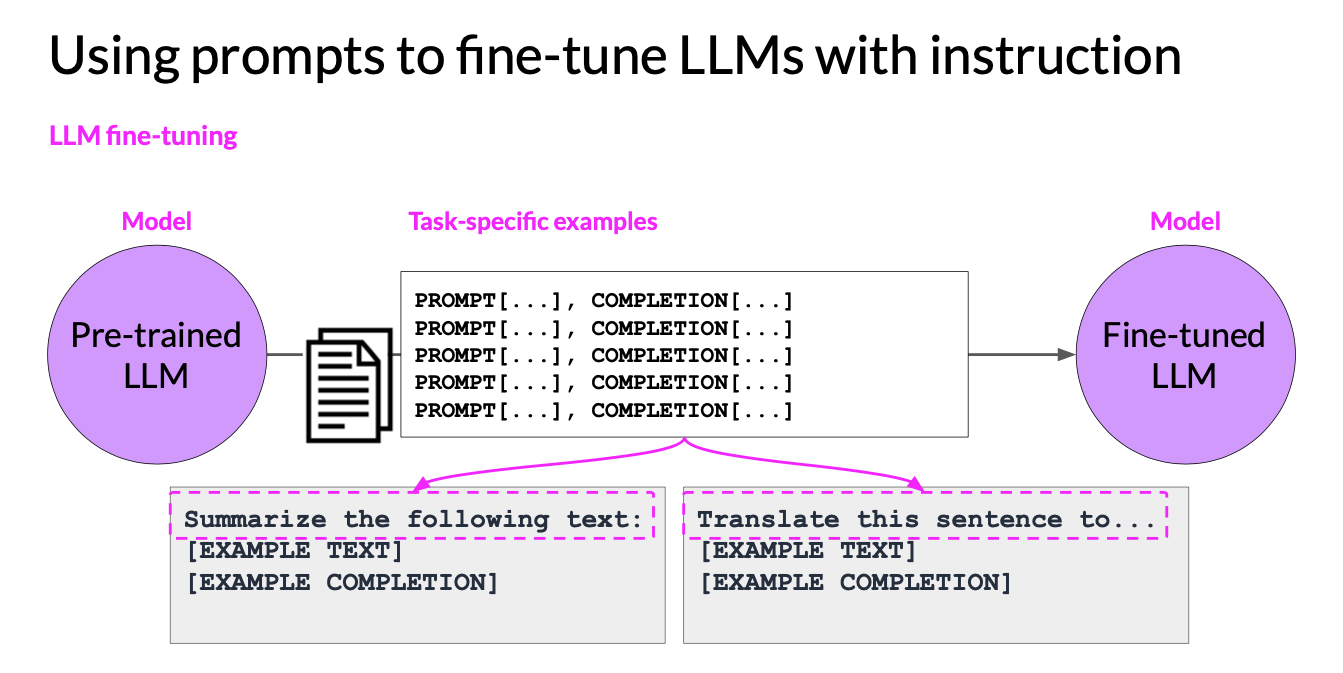 Using prompts to fine-tune LLMs with instruction
LLM fine-tuning
Model
Task-specific examples
Model
Pre-trained
LLM
PROMPT[...], COMPLETION[...]
PROMPT[...], COMPLETION[...]
PROMPT[...], COMPLETION[...]
PROMPT[...], COMPLETION[...]
PROMPT[...], COMPLETION[...]
Fine-tuned
LLM
Summarize the following text:
[EXAMPLE TEXT]
[EXAMPLE COMPLETION]
Translate this sentence to...
[EXAMPLE TEXT]
[EXAMPLE COMPLETION]